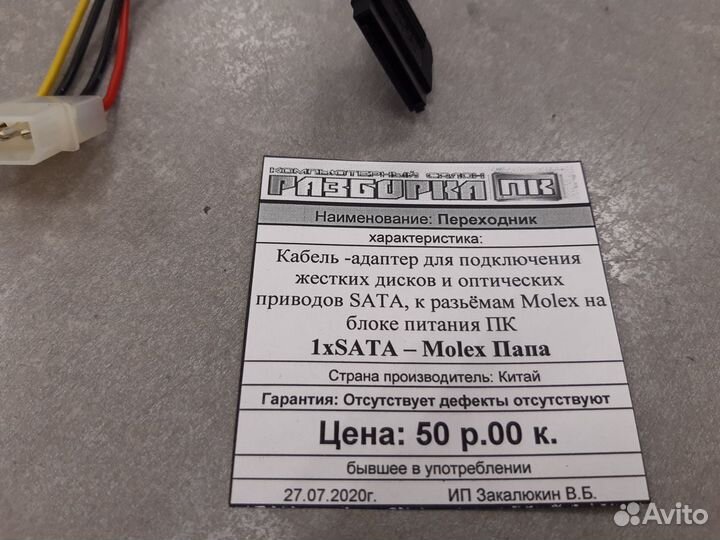 КОМПЬЮТЕРНЫЙ САЛОН
РАЗБОРКА ПК
Наименование: Переходник
характеристика:
Кабель -адаптер для подключения
жестких дисков и оптических
приводов SATA, к разьёмам Molex на
блоке питания ПК
1xSATA – Molex Папа
Страна производитель: Китай
Гарантия: Отсутствует дефекты отсутствуют
Цена: 50 р.00 к.
бывшее в употреблении
27.07.2020г. ИП Закалюкин В.Б.
Avito